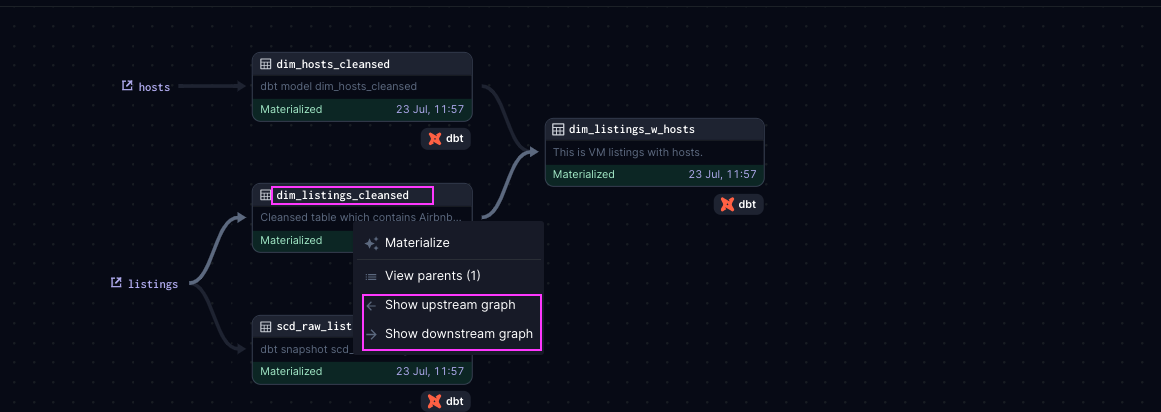 hosts
dim_hosts_cleansed
dbt model dim_hosts_cleansed
Materialized 23 Jul, 11:57
dbt
dim_listings_w_hosts
This is VM listings with hosts.
Materialized 23 Jul, 11:57
dbt
dim_listings_cleansed
Cleansed table which contains Airbnb...
Materialized
Materialize
View parents (1)
Show upstream graph
Show downstream graph
listings
scd_raw_list
dbt snapshot scd_
Materialized 23 Jul, 11:57
dbt